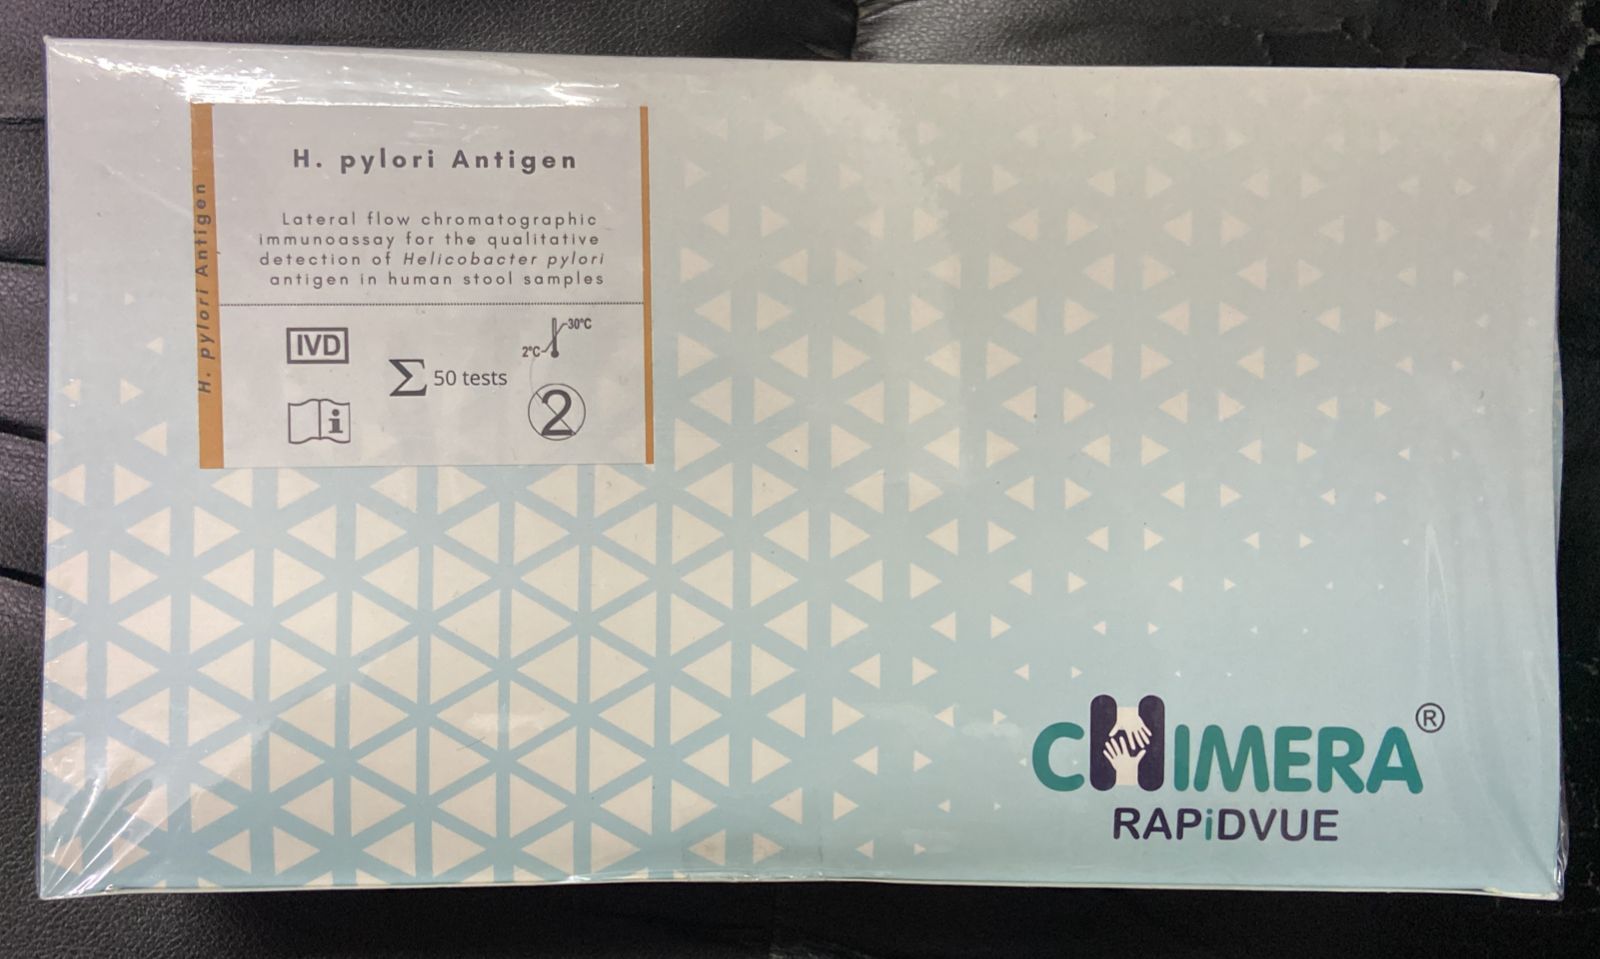 H. pylori Antigen
H. pylori Antigen
Lateral flow chromatographic
immunoassay for the qualitative
detection of Helicobacter pylori
antigen in human stool samples
IVD
30°C
2°C
Σ 50 tests
i
2
CHIMERA®
RAPiDVUE